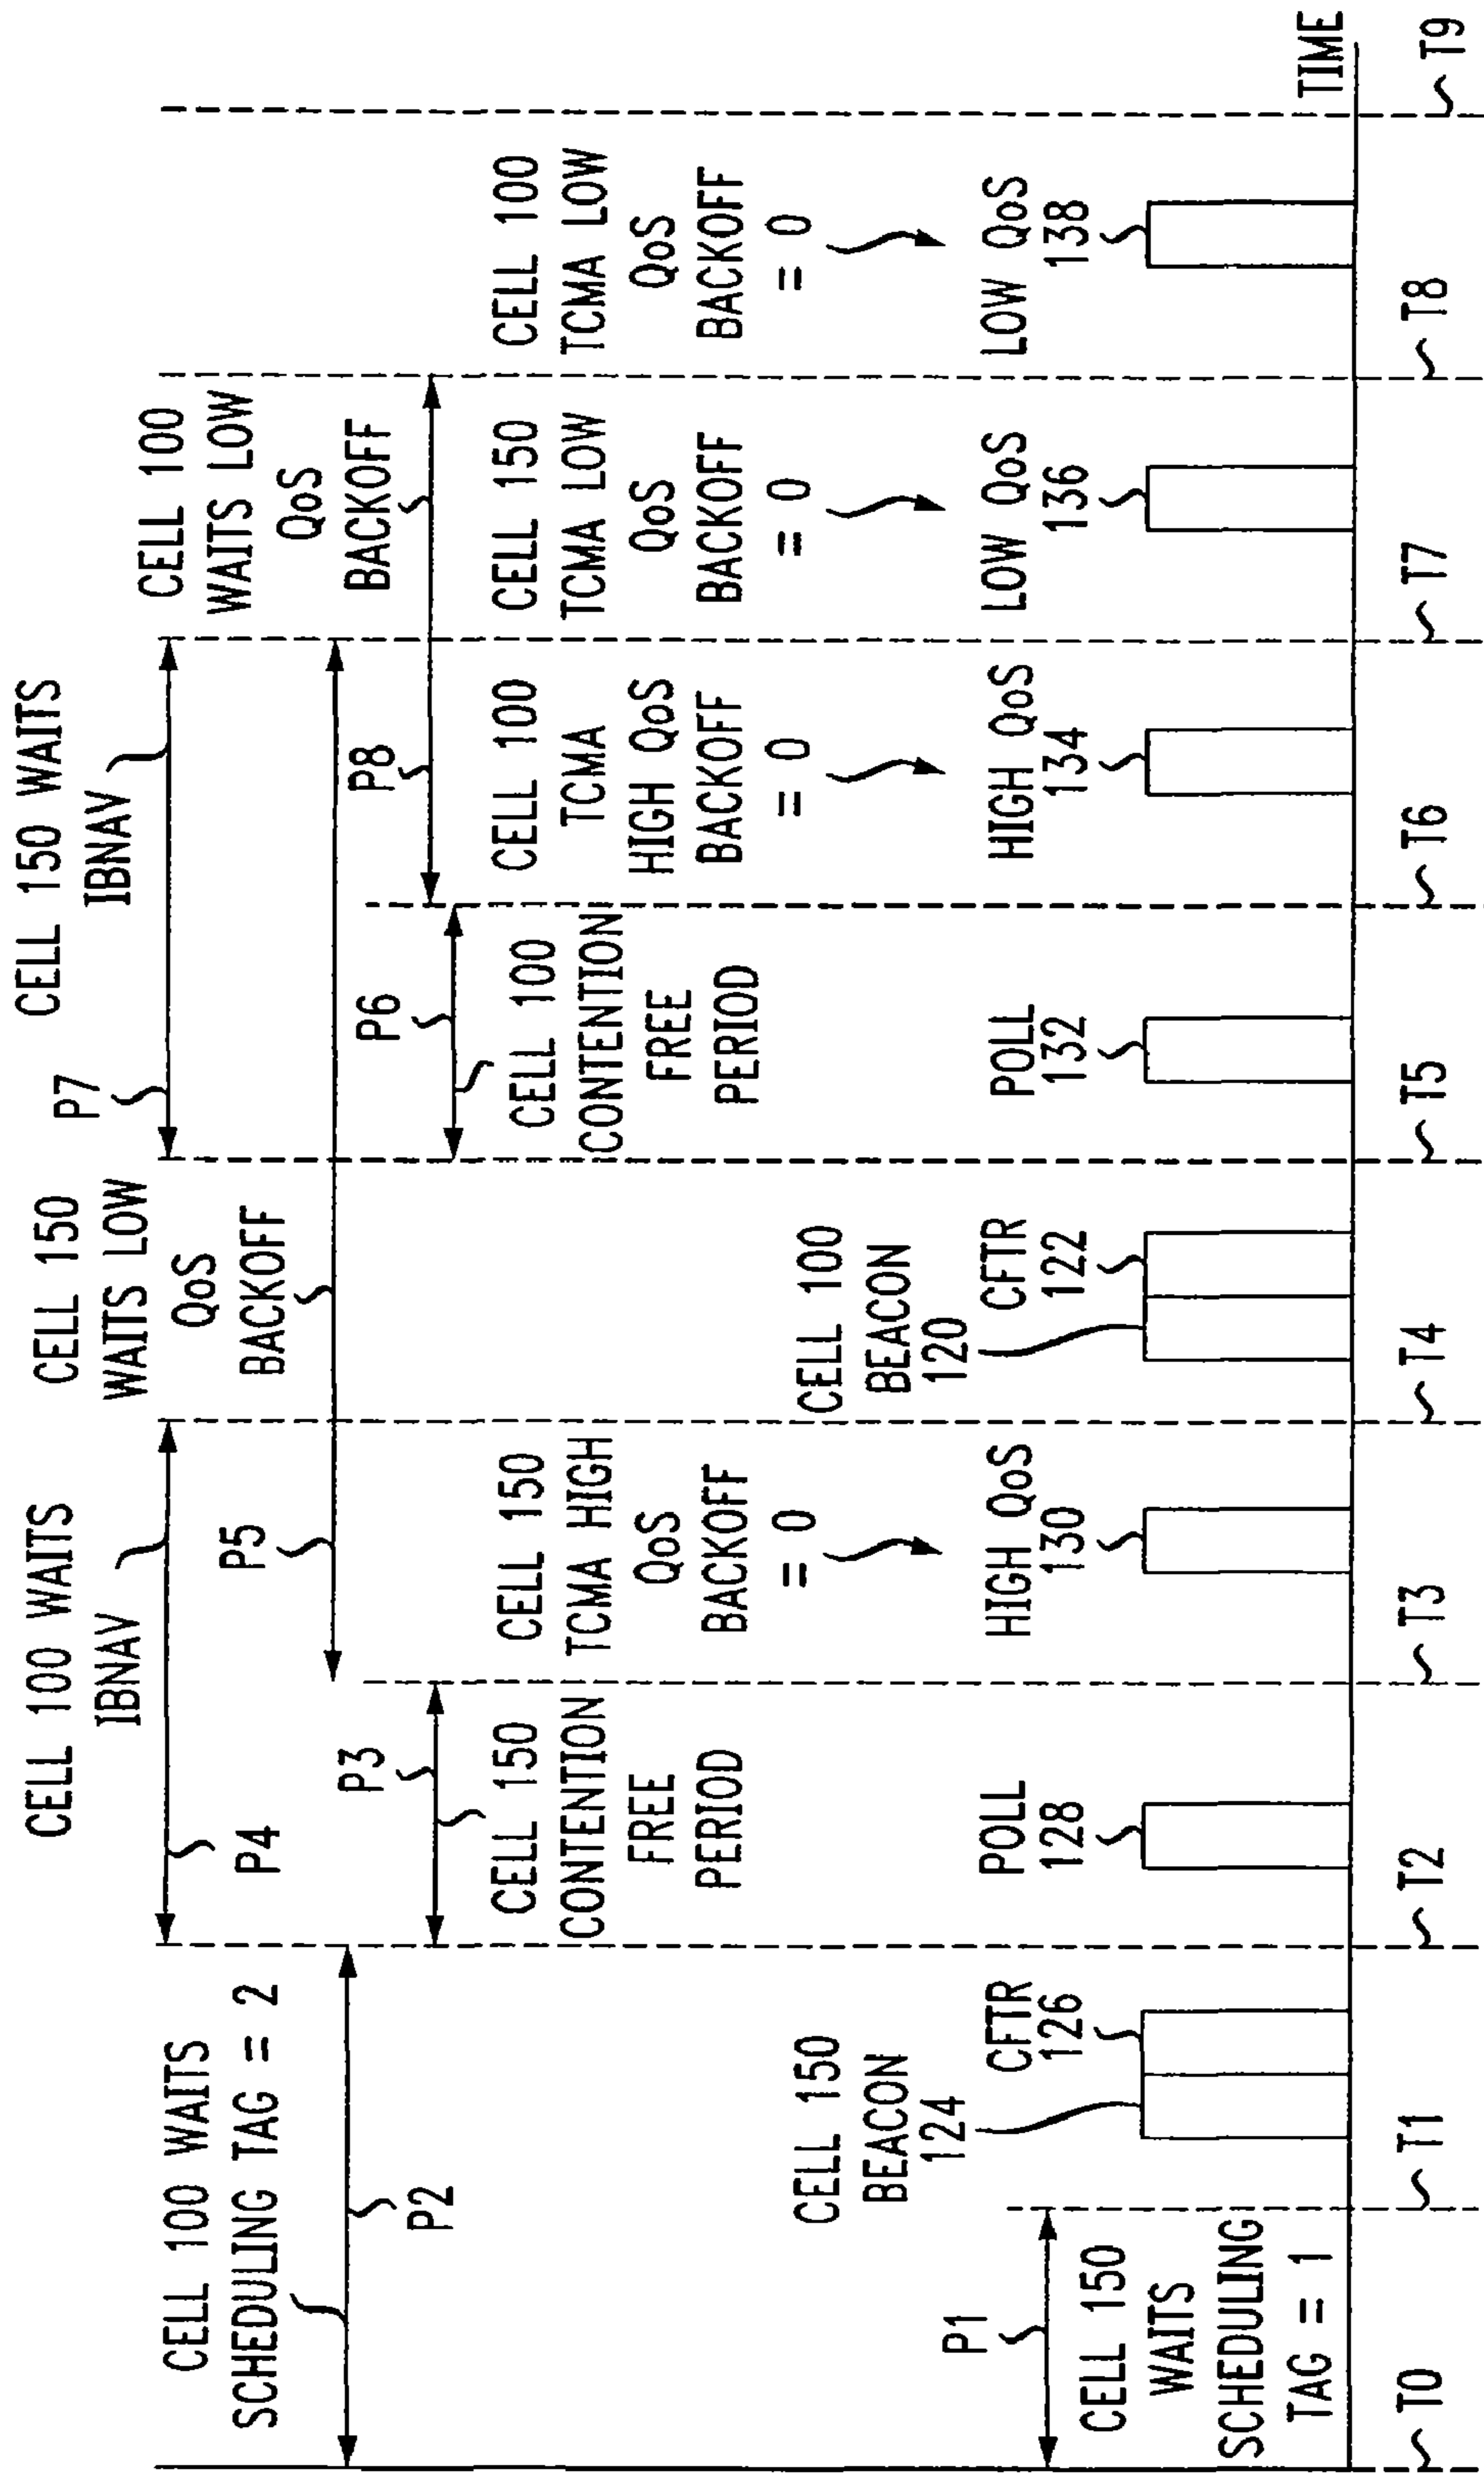 CELL 100 WAITS
SCHEDULING TAG = 2
P2
P1
CELL 150
WAITS
SCHEDULING
TAG = 1
CELL 150
BEACON
124
CFTR
126
CELL 100 WAITS
IBNAV
P4
P3
CELL 150
CONTENTION
FREE
PERIOD
POLL
128
P5
CELL 150
TCMA HIGH
QoS
BACKOFF
= 0
HIGH QoS
130
CELL 150
WAITS LOW
QoS
BACKOFF
CELL 100
BEACON
120
CFTR
122
CELL 150 WAITS
IBNAV
P7
P6
CELL 100
CONTENTION
FREE
PERIOD
POLL
132
P8
CELL 100
TCMA
HIGH QoS
BACKOFF
= 0
HIGH QoS
134
CELL 100
WAITS LOW
QoS
BACKOFF
CELL 150
TCMA LOW
QoS
BACKOFF
= 0
LOW QoS
136
CELL 100
TCMA LOW
QoS
BACKOFF
= 0
LOW QoS
138
TIME
T0
T1
T2
T3
T4
T5
T6
T7
T8
T9